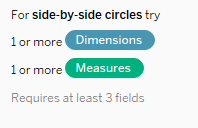 For side-by-side circles try
1 or more Dimensions
1 or more Measures
Requires at least 3 fields